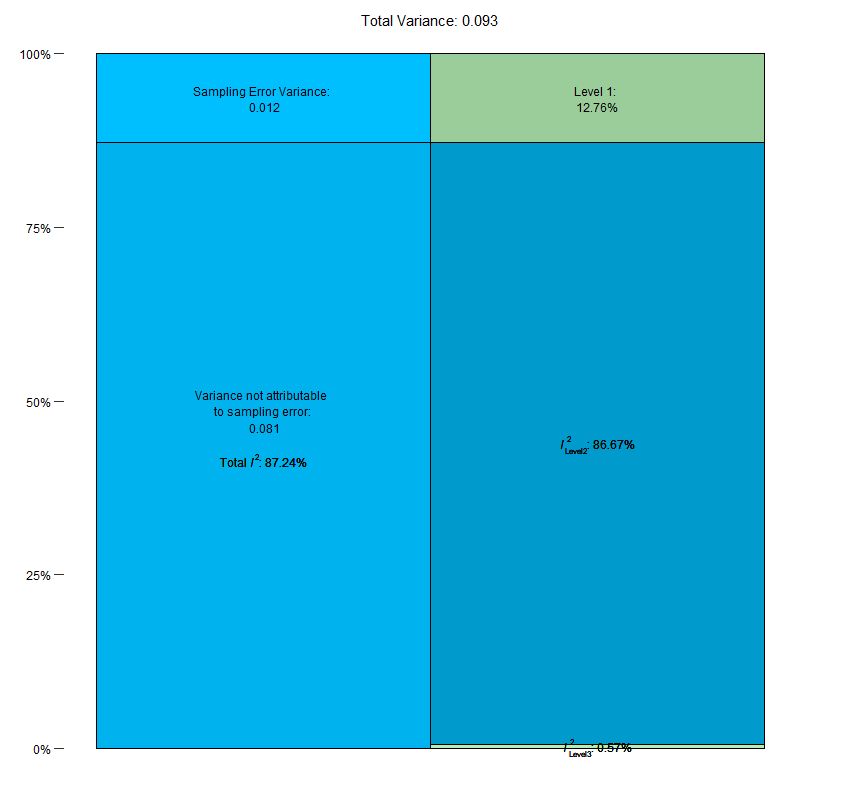 Total Variance: 0.093
100%
Sampling Error Variance:
0.012
Level 1:
12.76%
75%
50%
Variance not attributable
to sampling error:
0.081
Total I²: 87.24%
I²Level2: 86.67%
25%
0%
I²Level3: 0.57%